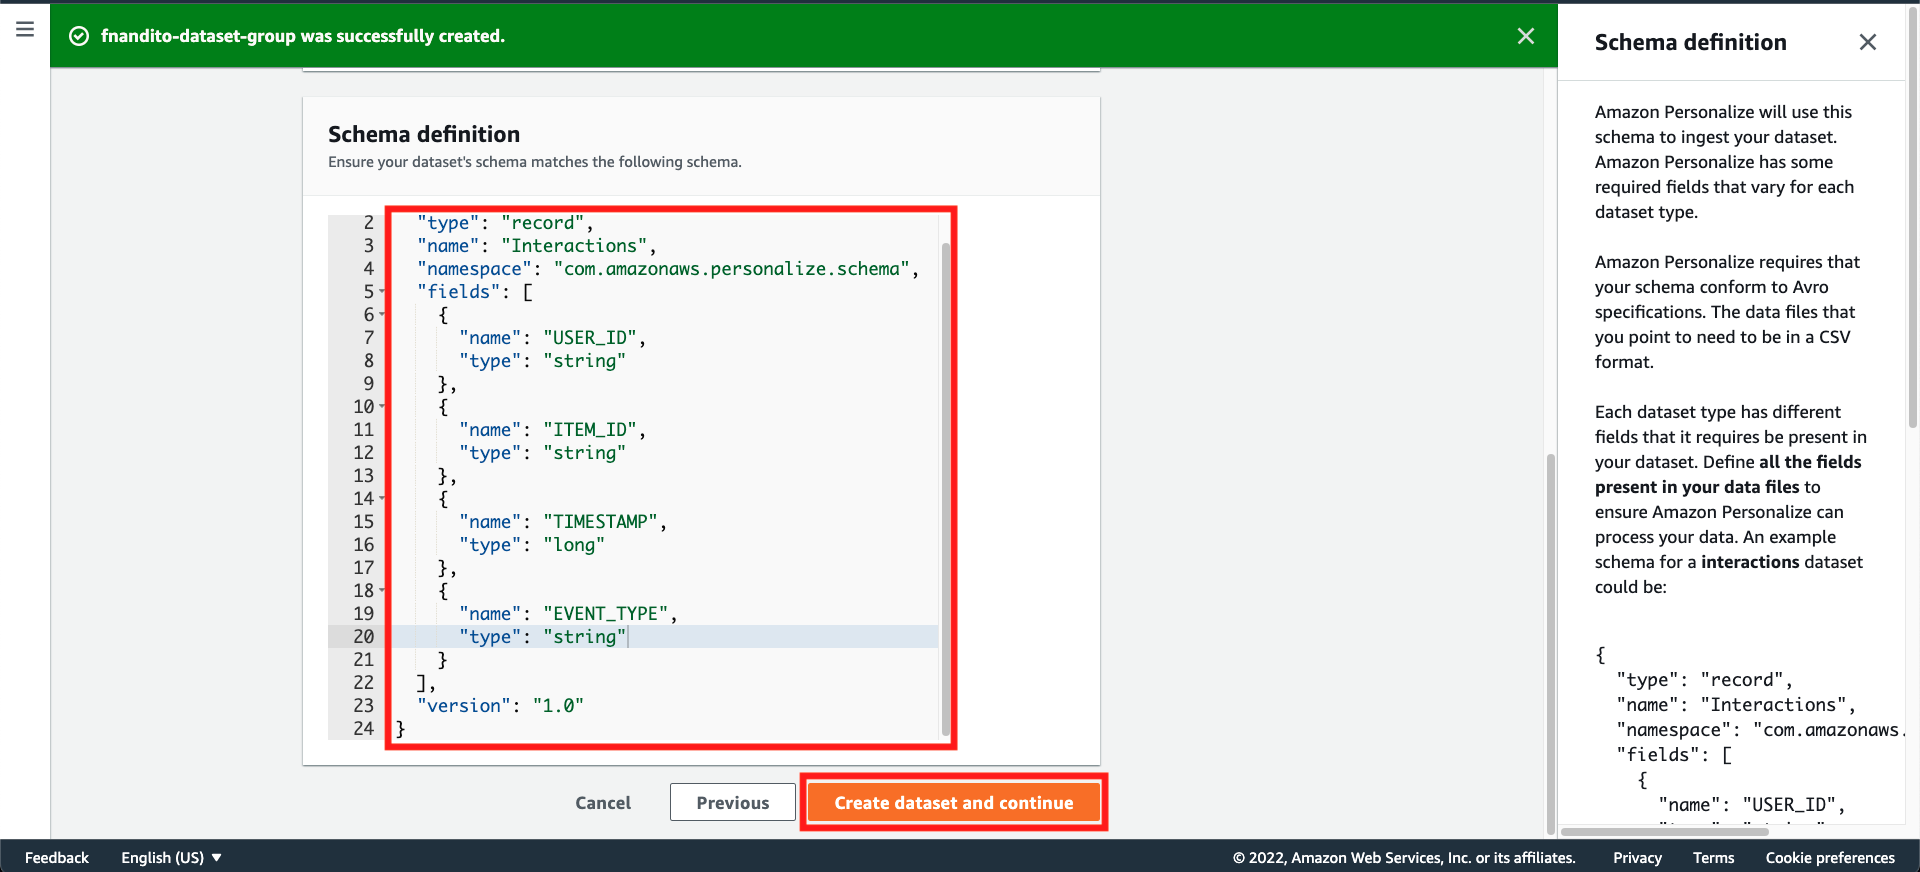 fnandito-dataset-group was successfully created.
Schema definition
Ensure your dataset's schema matches the following schema.
2 "type": "record",
3 "name": "Interactions",
4 "namespace": "com.amazonaws.personalize.schema",
5 "fields": [
6 {
7 "name": "USER_ID",
8 "type": "string"
9 },
10 {
11 "name": "ITEM_ID",
12 "type": "string"
13 },
14 {
15 "name": "TIMESTAMP",
16 "type": "long"
17 },
18 {
19 "name": "EVENT_TYPE",
20 "type": "string"
21 }
22 ],
23 "version": "1.0"
24 }
Cancel
Previous
Create dataset and continue
Schema definition
Amazon Personalize will use this
schema to ingest your dataset.
Amazon Personalize has some
required fields that vary for each
dataset type.
Amazon Personalize requires that
your schema conform to Avro
specifications. The data files that
you point to need to be in a CSV
format.
Each dataset type has different
fields that it requires be present in
your dataset. Define all the fields
present in your data files to
ensure Amazon Personalize can
process your data. An example
schema for a interactions dataset
could be:
{
"type": "record",
"name": "Interactions",
"namespace": "com.amazonaws.
"fields": [
{
"name": "USER_ID",
Feedback
English (US)
© 2022, Amazon Web Services, Inc. or its affiliates.
Privacy
Terms
Cookie preferences